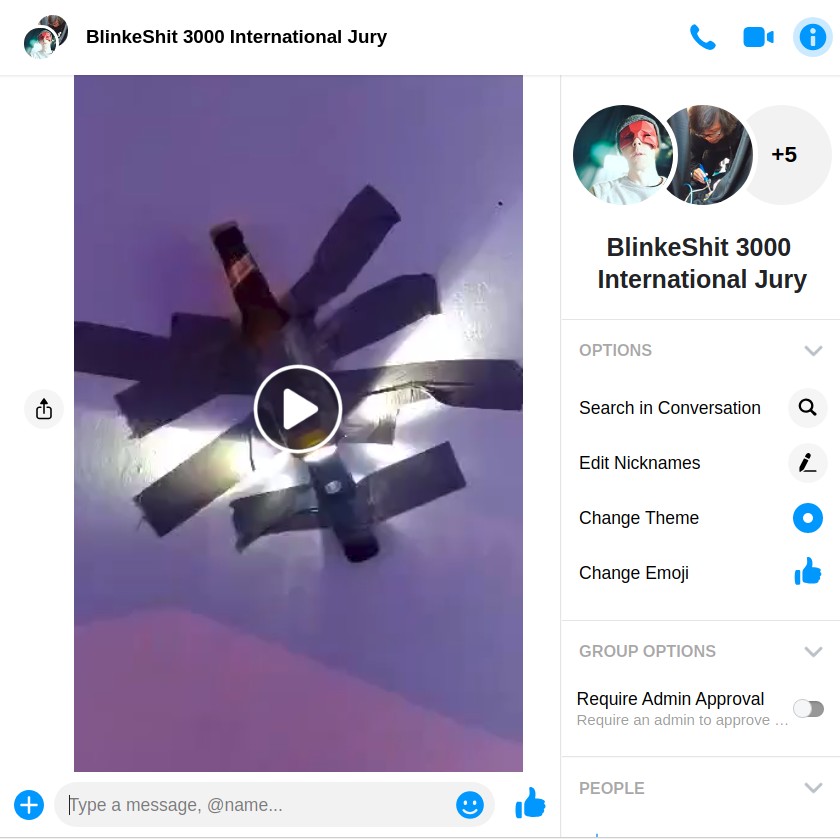 BlinkeShit 3000 International Jury
+5
BlinkeShit 3000
International Jury
OPTIONS
Search in Conversation
Edit Nicknames
Change Theme
Change Emoji
GROUP OPTIONS
Require Admin Approval
Require an admin to approve …
PEOPLE
Type a message, @name...